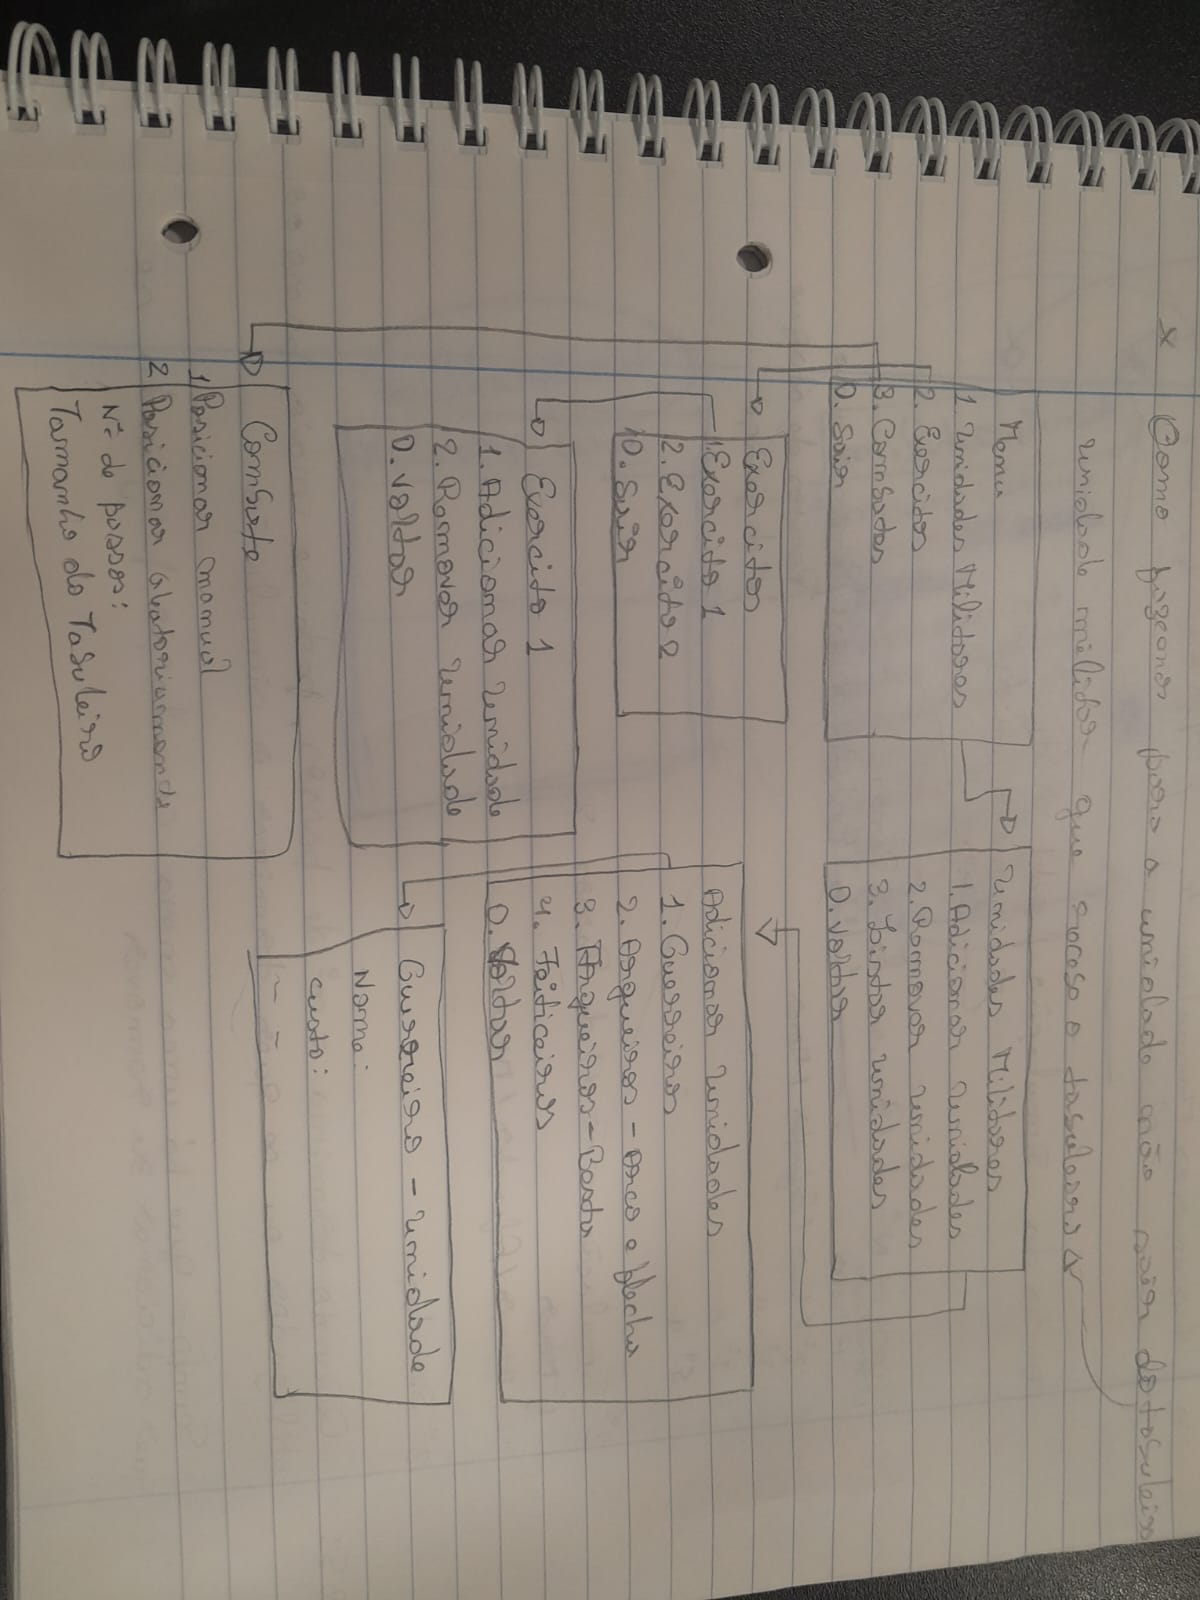 x Como fazemos para a unidade não sair do tabuleiro
unidade militar que recebe o tabuleiro
Menu
1. Unidades Militares
2. Exercitos
3. Combates
0. Sair
Unidades Militares
1. Adicionar Unidades
2. Remover Unidades
3. Listar Unidades
0. Voltar
Exercitos
1. Exercito 1
2. Exercito 2
0. Sair
Adicionar Unidades
1. Guerreiros
2. Arqueiros - Arco e flecha
3. Arqueiros - Besta
4. Feiticeiros
0. Voltar
Exercito 1
1. Adicionar Unidade
2. Remover Unidade
0. Voltar
Guerreiro - Unidade
Nome:
custo:
- -
Combate
1 Posicionar manual
2 Posicionar Aleatoriamente
Nº de passos:
Tamanho do Tabuleiro